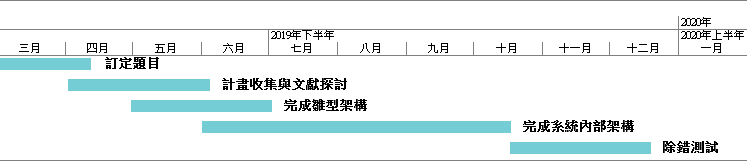 2020年
2019年下半年 2020年上半年
三月 四月 五月 六月 七月 八月 九月 十月 十一月 十二月 一月
訂定題目
計畫收集與文獻探討
完成雛型架構
完成系統內部架構
除錯測試